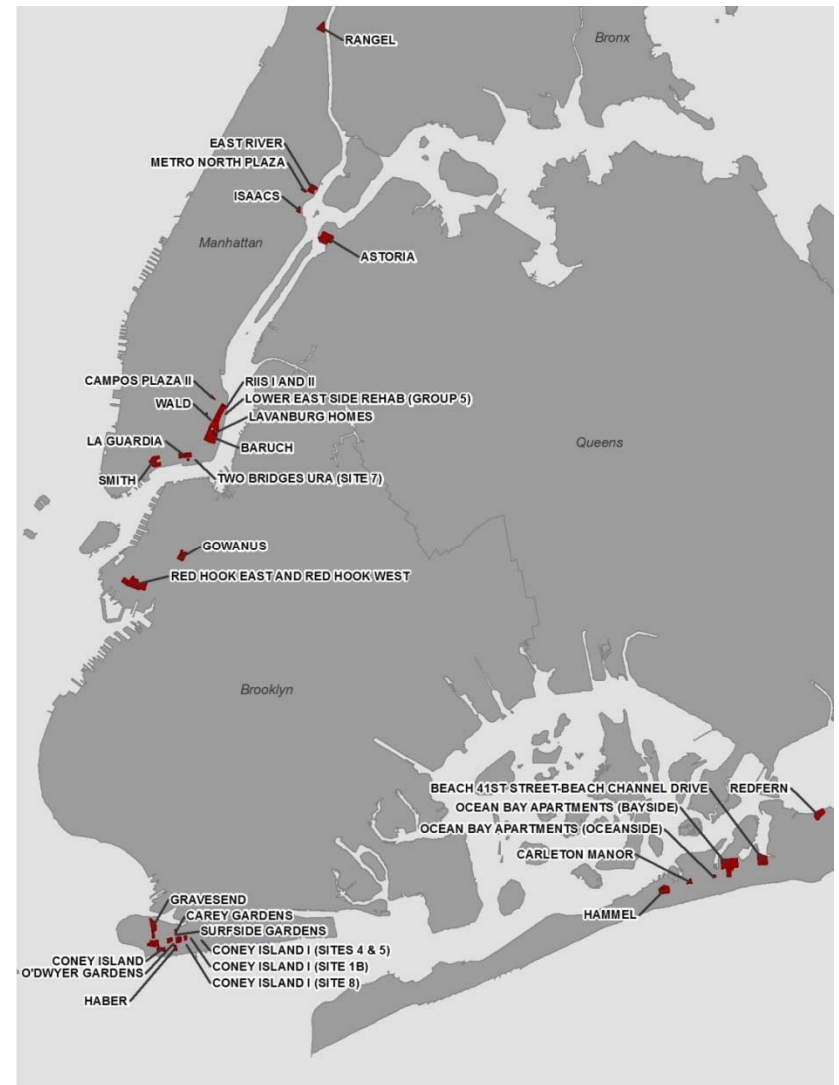 RANGEL
Bronx
EAST RIVER
METRO NORTH PLAZA
ISAACS
Manhattan
ASTORIA
CAMPOS PLAZA II
RIIS I AND II
LOWER EAST SIDE REHAB (GROUP 5)
WALD
LAVANBURG HOMES
LA GUARDIA
BARUCH
Queens
SMITH
TWO BRIDGES URA (SITE 7)
GOWANUS
RED HOOK EAST AND RED HOOK WEST
Brooklyn
BEACH 41ST STREET-BEACH CHANNEL DRIVE
REDFERN
OCEAN BAY APARTMENTS (BAYSIDE)
OCEAN BAY APARTMENTS (OCEANSIDE)
CARLETON MANOR
HAMMEL
GRAVESEND
CAREY GARDENS
SURFSIDE GARDENS
CONEY ISLAND I (SITES 4 & 5)
CONEY ISLAND
CONEY ISLAND I (SITE 1B)
O'DWYER GARDENS
CONEY ISLAND I (SITE 8)
HABER